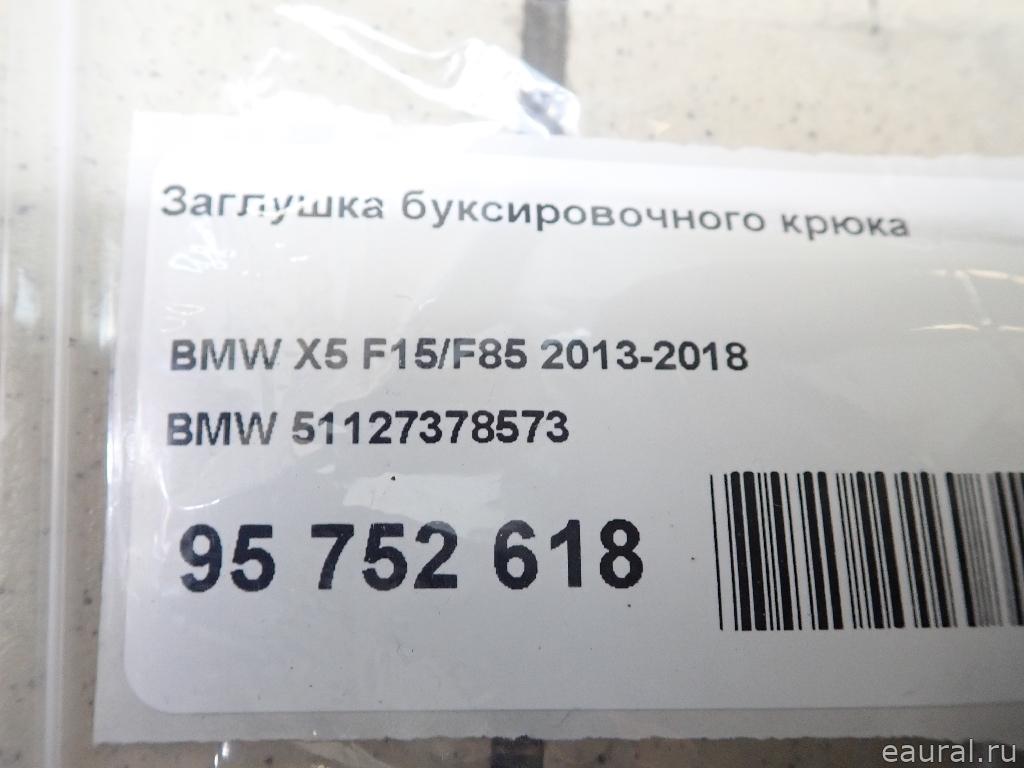 Заглушка буксировочного крюка
BMW X5 F15/F85 2013-2018
BMW 51127378573
95 752 618
eaural.ru